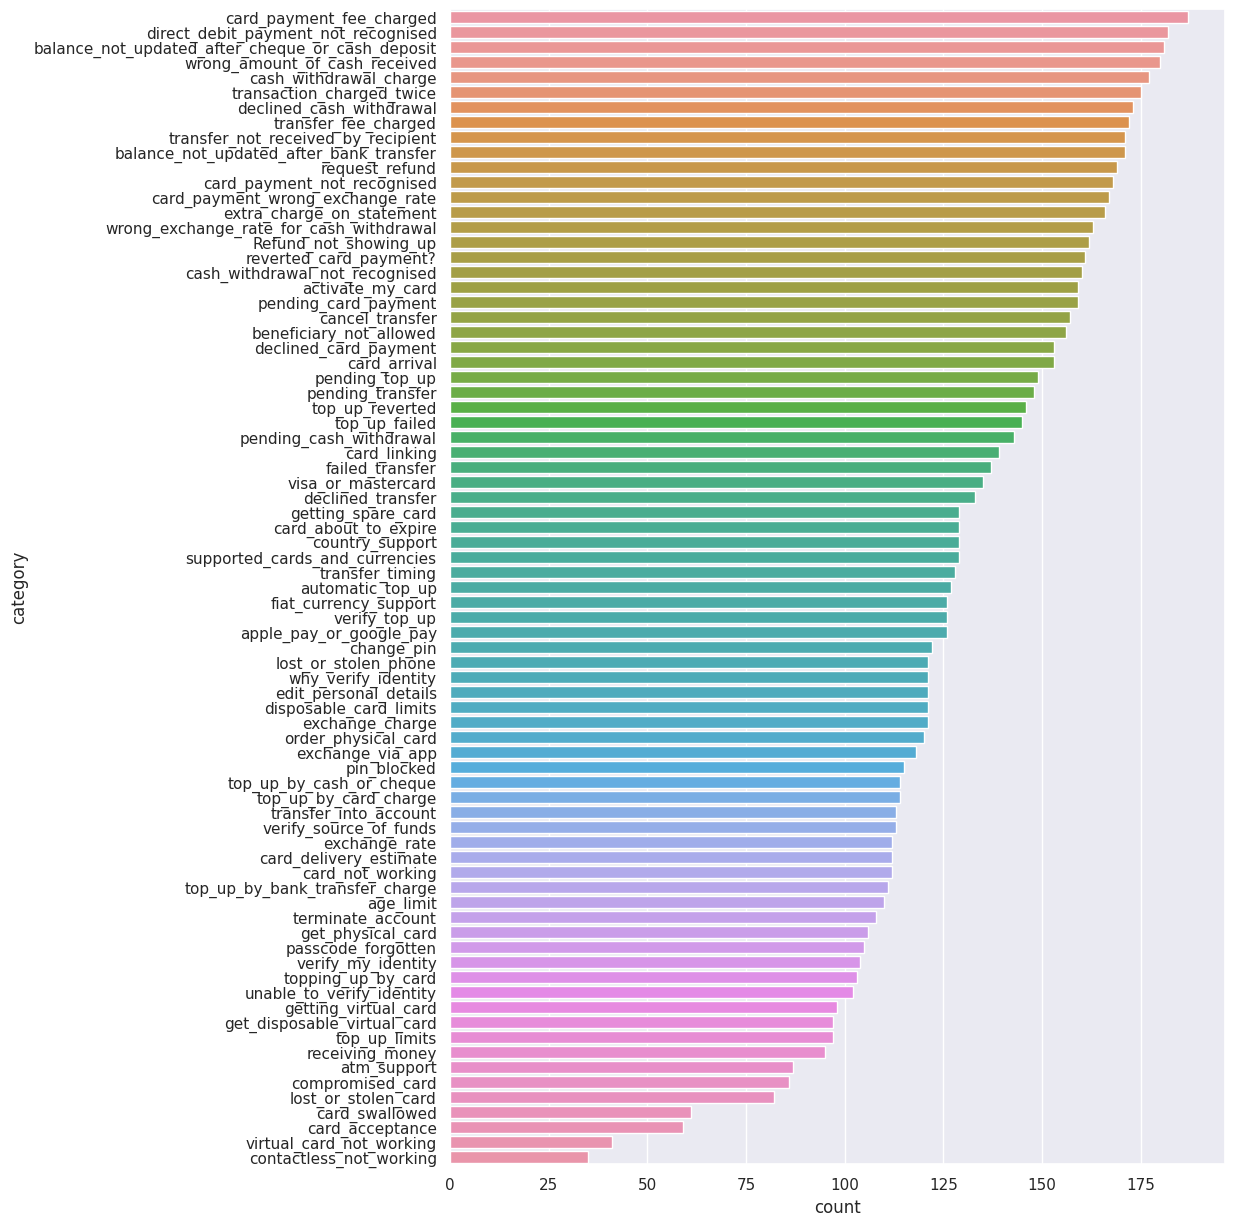 card_payment_fee_charged
direct_debit_payment_not_recognised
balance_not_updated_after_cheque_or_cash_deposit
wrong_amount_of_cash_received
cash_withdrawal_charge
transaction_charged_twice
declined_cash_withdrawal
transfer_fee_charged
transfer_not_received_by_recipient
balance_not_updated_after_bank_transfer
request_refund
card_payment_not_recognised
card_payment_wrong_exchange_rate
extra_charge_on_statement
wrong_exchange_rate_for_cash_withdrawal
Refund_not_showing_up
reverted_card_payment?
cash_withdrawal_not_recognised
activate_my_card
pending_card_payment
cancel_transfer
beneficiary_not_allowed
declined_card_payment
card_arrival
pending_top_up
pending_transfer
top_up_reverted
top_up_failed
pending_cash_withdrawal
card_linking
failed_transfer
visa_or_mastercard
declined_transfer
getting_spare_card
card_about_to_expire
country_support
supported_cards_and_currencies
transfer_timing
automatic_top_up
fiat_currency_support
verify_top_up
apple_pay_or_google_pay
change_pin
lost_or_stolen_phone
why_verify_identity
edit_personal_details
disposable_card_limits
exchange_charge
order_physical_card
exchange_via_app
pin_blocked
top_up_by_cash_or_cheque
top_up_by_card_charge
transfer_into_account
verify_source_of_funds
exchange_rate
card_delivery_estimate
card_not_working
top_up_by_bank_transfer_charge
age_limit
terminate_account
get_physical_card
passcode_forgotten
verify_my_identity
topping_up_by_card
unable_to_verify_identity
getting_virtual_card
get_disposable_virtual_card
top_up_limits
receiving_money
atm_support
compromised_card
lost_or_stolen_card
card_swallowed
card_acceptance
virtual_card_not_working
contactless_not_working
category
0 25 50 75 100 125 150 175
count